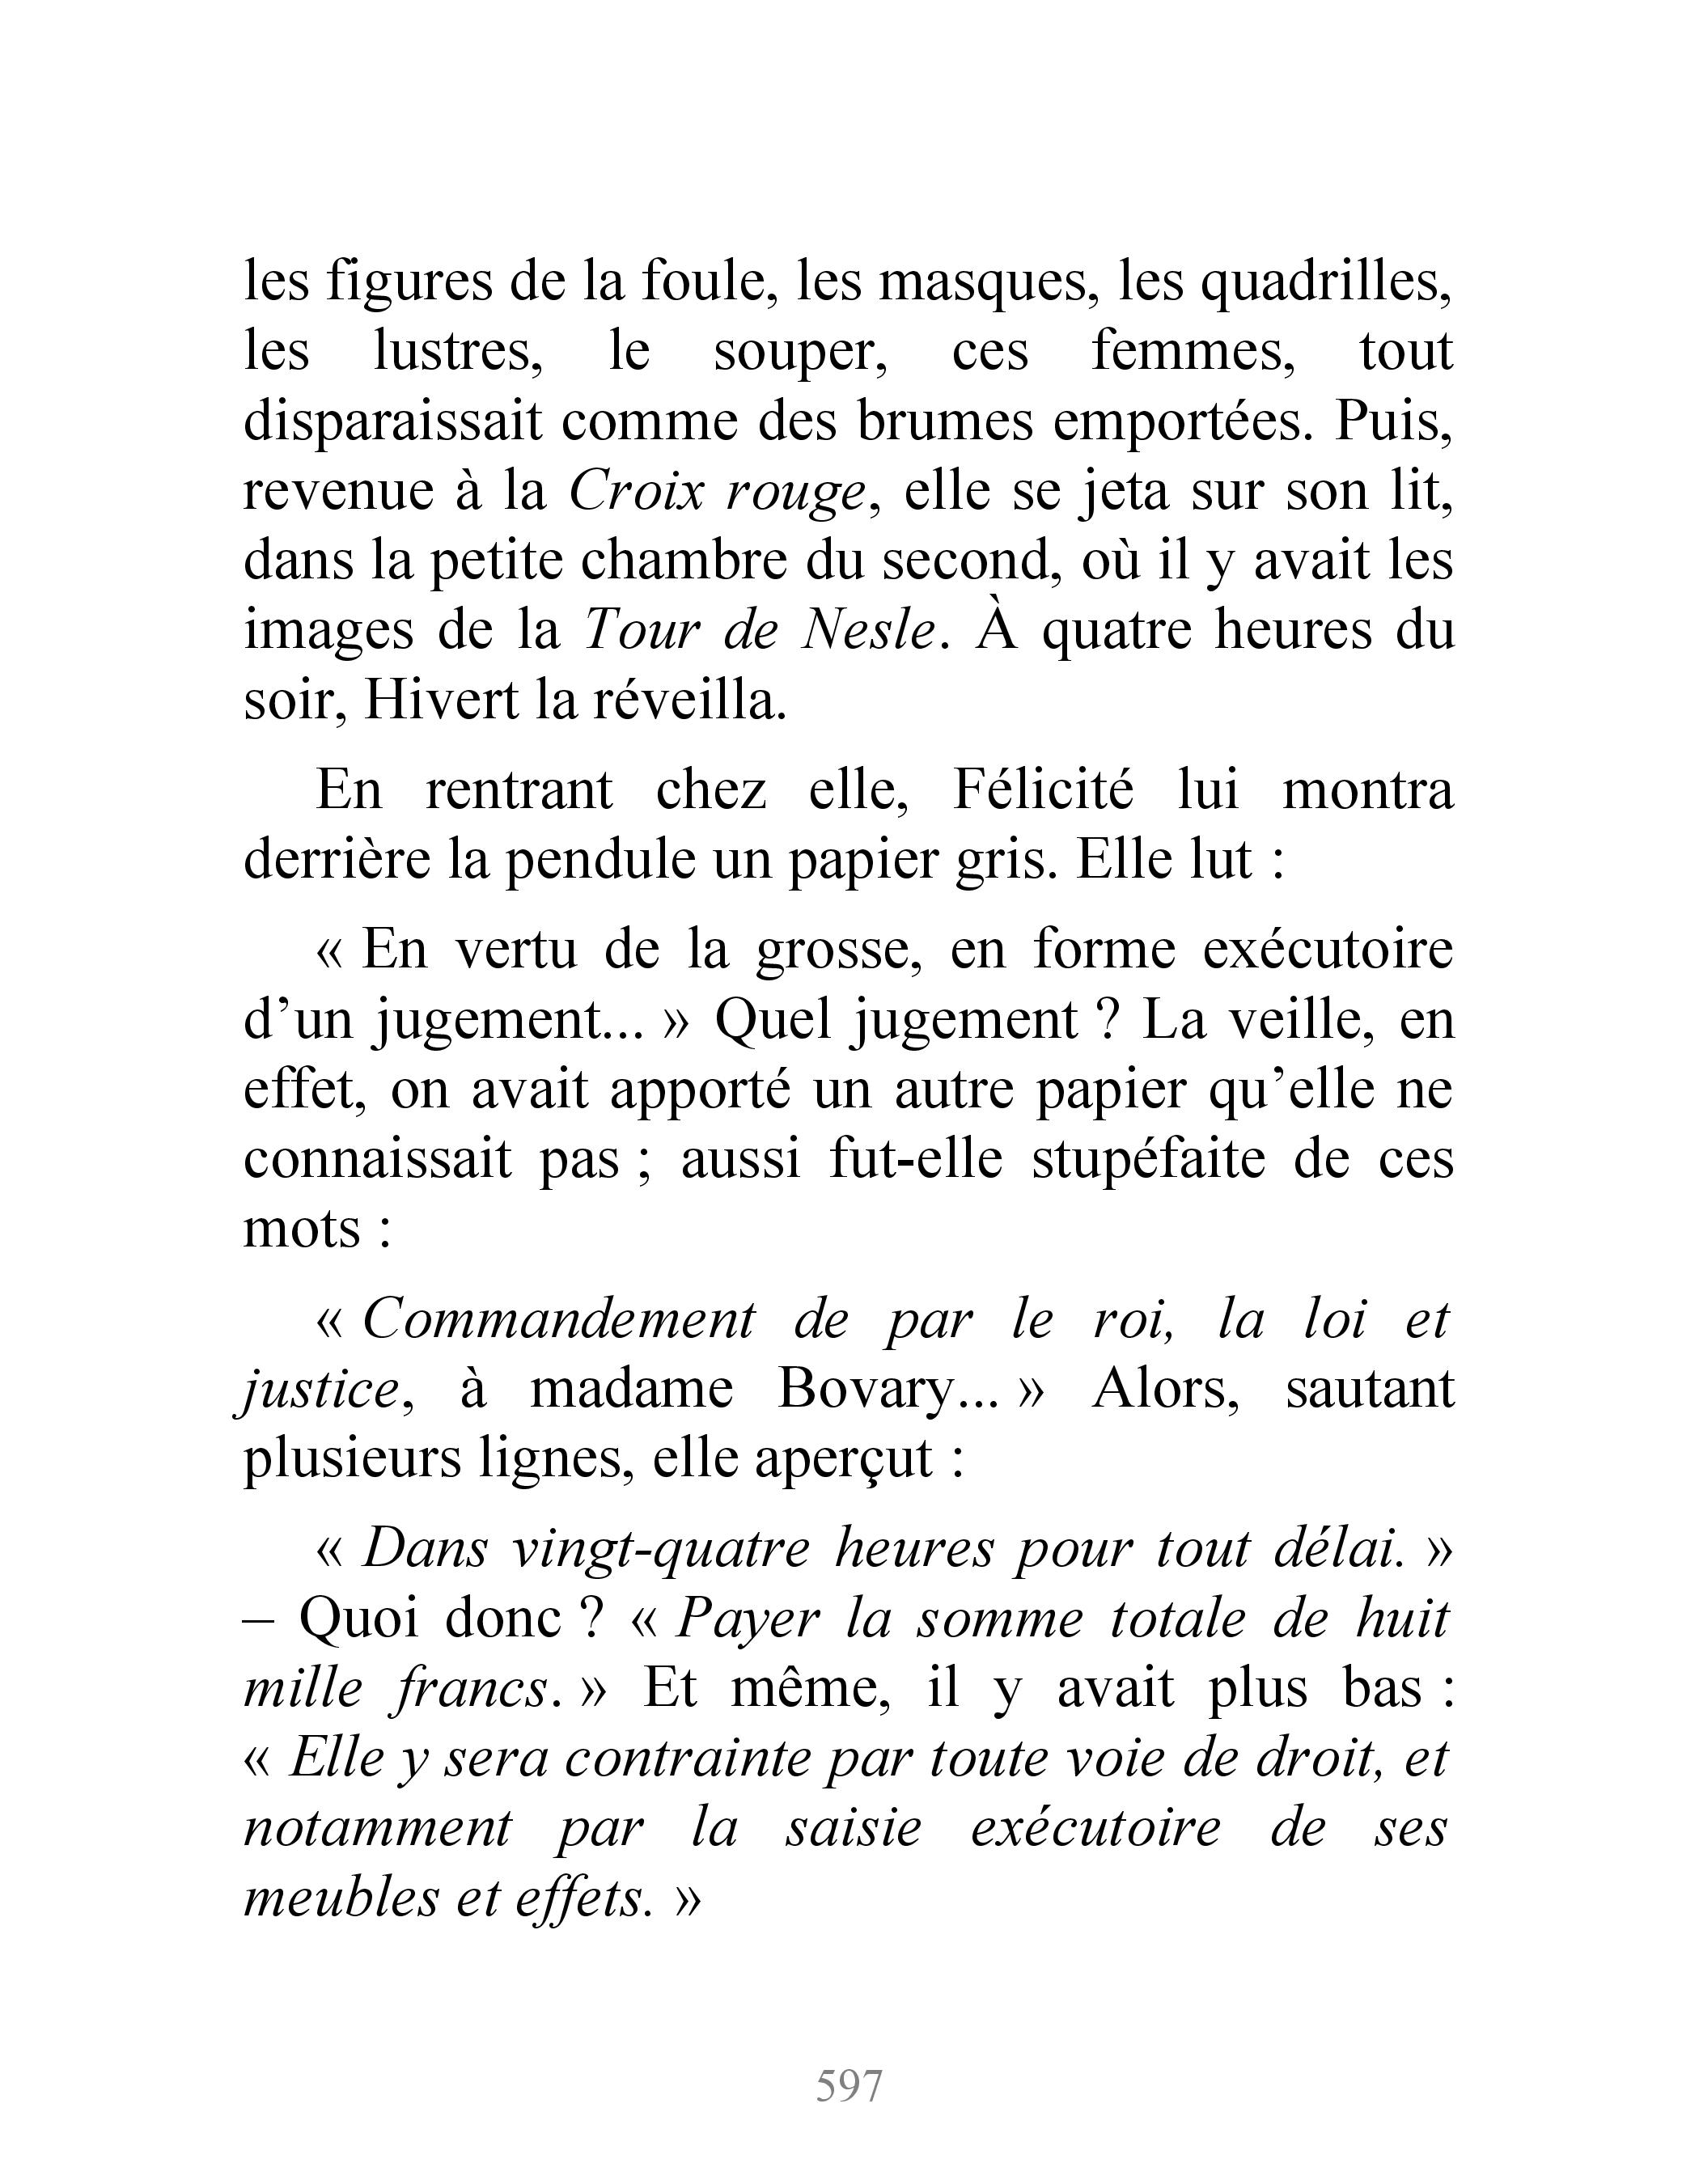 les figures de la foule, les masques, les quadrilles,
les lustres, le souper, ces femmes, tout
disparaissait comme des brumes emportées. Puis,
revenue à la Croix rouge, elle se jeta sur son lit,
dans la petite chambre du second, où il y avait les
images de la Tour de Nesle. À quatre heures du
soir, Hivert la réveilla.
En rentrant chez elle, Félicité lui montra
derrière la pendule un papier gris. Elle lut :
« En vertu de la grosse, en forme exécutoire
d’un jugement... » Quel jugement ? La veille, en
effet, on avait apporté un autre papier qu’elle ne
connaissait pas ; aussi fut-elle stupéfaite de ces
mots :
« Commandement de par le roi, la loi et
justice, à madame Bovary... » Alors, sautant
plusieurs lignes, elle aperçut :
« Dans vingt-quatre heures pour tout délai. »
– Quoi donc ? « Payer la somme totale de huit
mille francs. » Et même, il y avait plus bas :
« Elle y sera contrainte par toute voie de droit, et
notamment par la saisie exécutoire de ses
meubles et effets. »
597